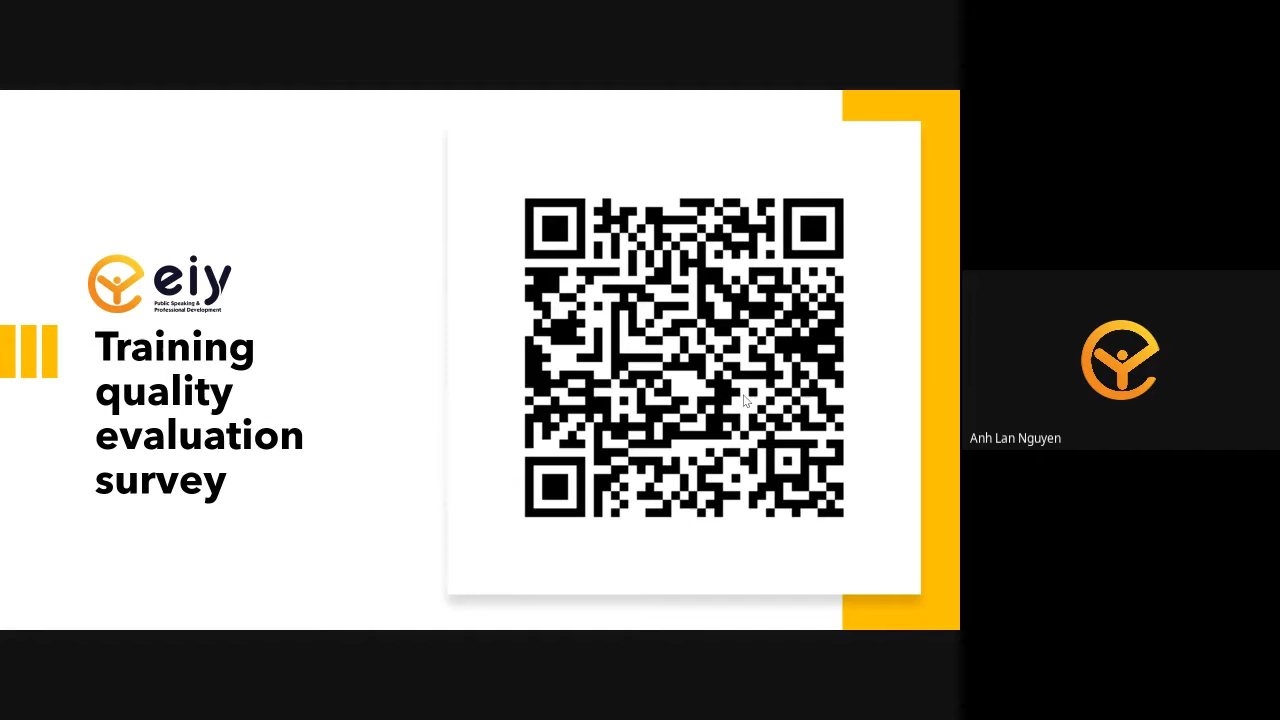 eiy
Public Speaking &
Professional Development
Training
quality
evaluation
survey
Anh Lan Nguyen